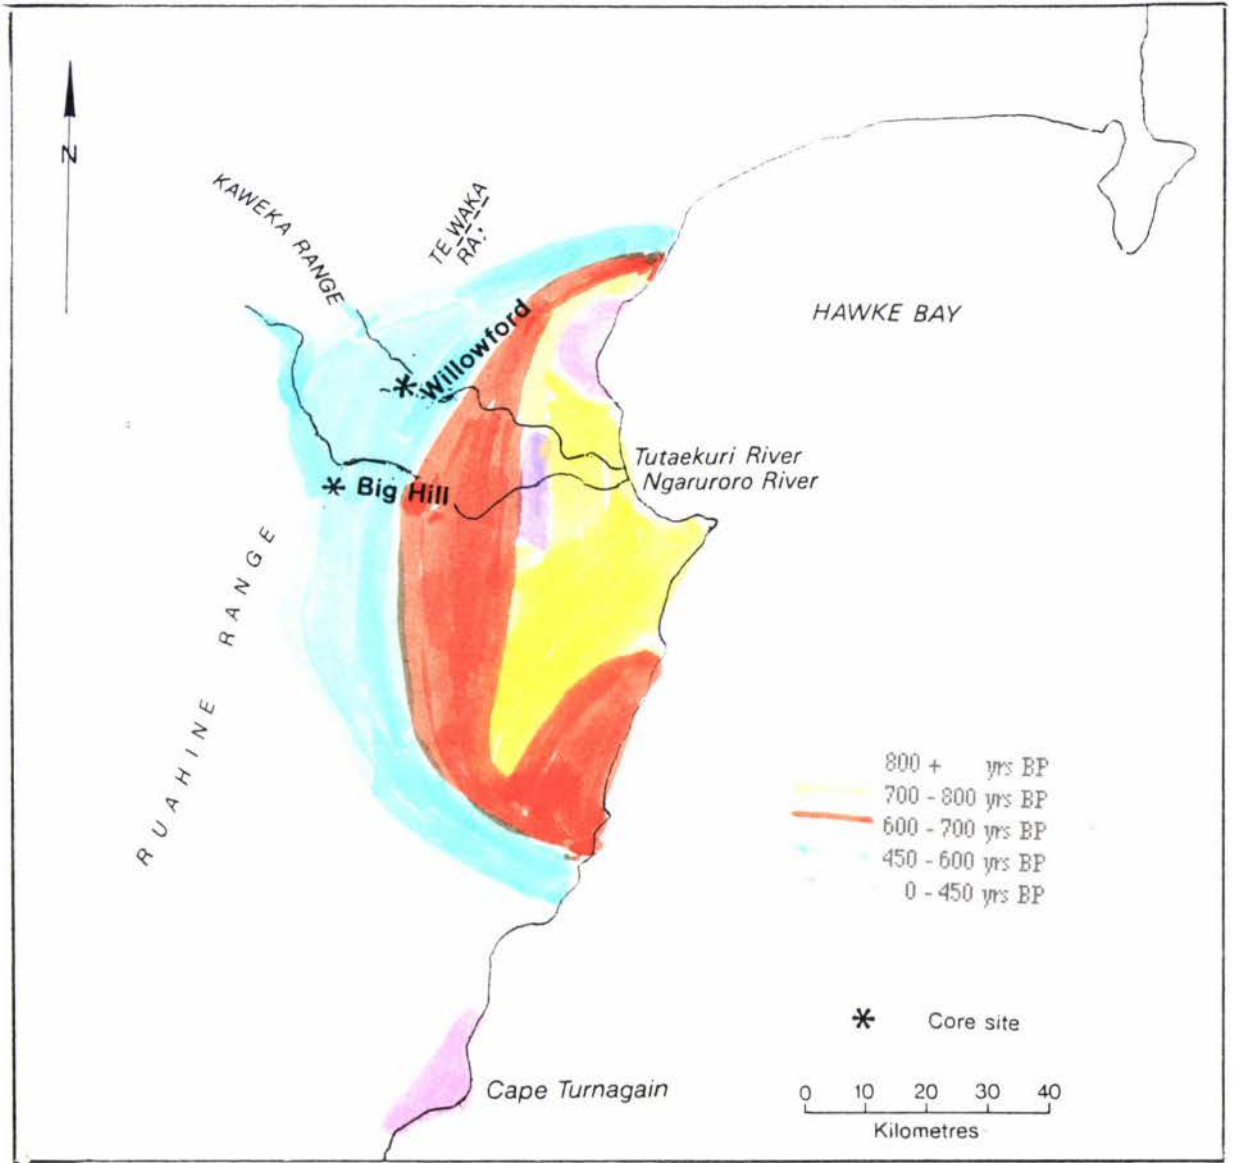 N
KAWEKA RANGE
TE WAKA
RA:
HAWKE BAY
Willowford
Tutaekuri River
Ngaruroro River
Big Hill
RUAHINE RANGE
800 + yrs BP
700 - 800 yrs BP
600 - 700 yrs BP
450 - 600 yrs BP
0 - 450 yrs BP
* Core site
Cape Turnagain
0 10 20 30 40
Kilometres